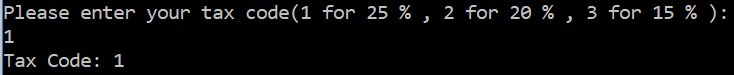 Please enter your tax code(1 for 25 % , 2 for 20 % , 3 for 15 % ):
1
Tax Code: 1